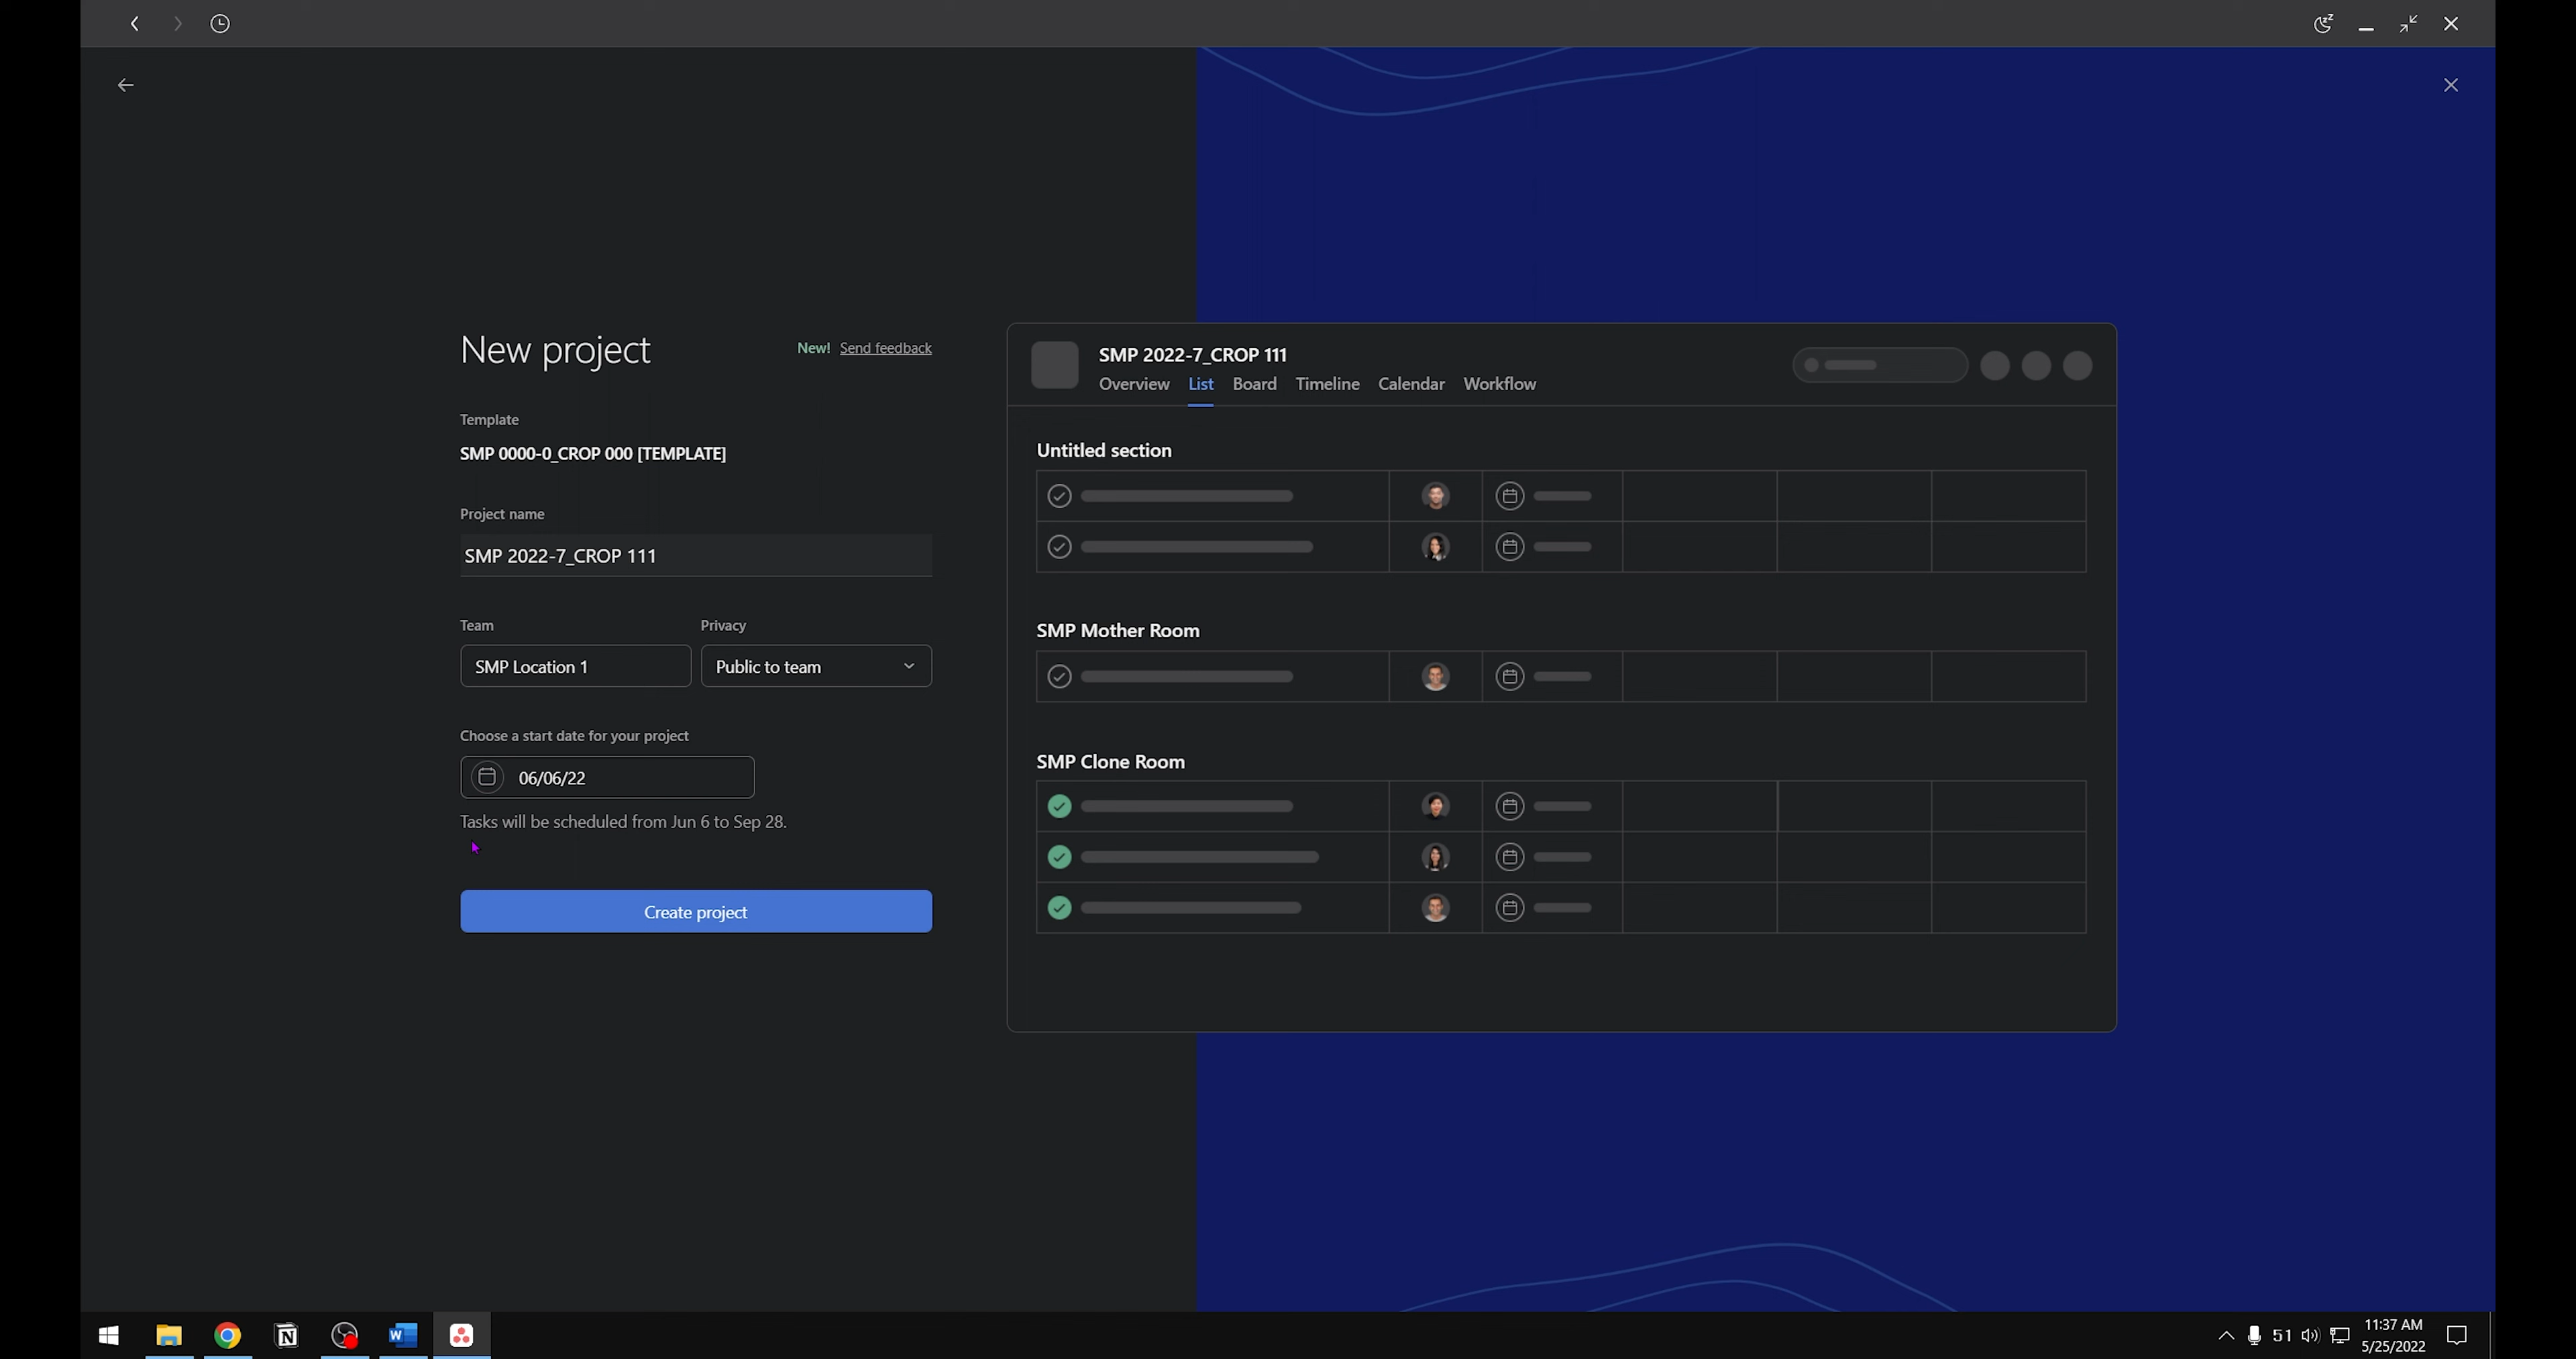 New project
New! Send feedback
Template
SMP 0000-0_CROP 000 [TEMPLATE]
Project name
SMP 2022-7_CROP 111
Team
Privacy
SMP Location 1
Public to team
Choose a start date for your project
06/06/22
Tasks will be scheduled from Jun 6 to Sep 28.
Create project
SMP 2022-7_CROP 111
Overview List Board Timeline Calendar Workflow
Untitled section
SMP Mother Room
SMP Clone Room
51
11:37 AM
5/25/2022